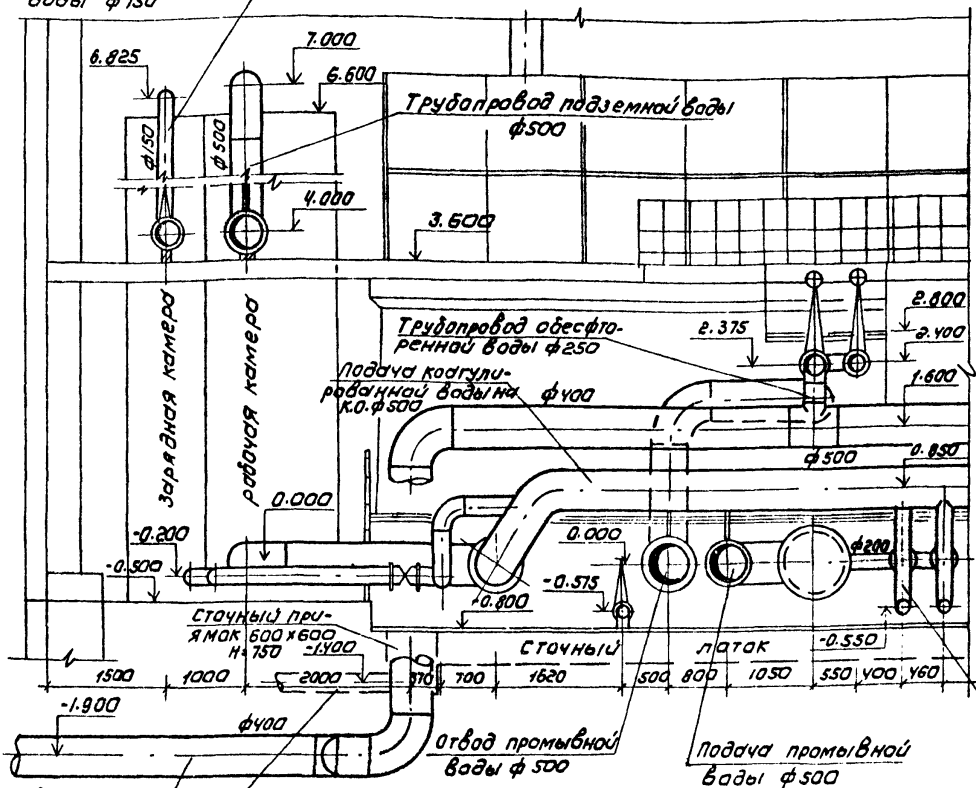 воды ф150
6.825
7.000
6.600
ф150
ф500
Трубопровод подземной воды
ф500
4.000
3.600
зарядная камера
рабочая камера
Трубопровод обесфто-
ренной воды ф250
2.375
2.800
2.400
Подача коагули-
рованной воды на
к.о. ф500
ф400
1.600
ф500
0.850
0.000
-0.200
-0.500
0.000
-0.575
ф200
-0.800
-0.550
Сточный при-
ямак 600х600
н=750
-1.400
Сточный латок
1500
1000
2000
370
700
1620
500
800
1050
550
400
460
-1.900
ф400
Отвод промывной
воды ф500
Подача промывной
воды ф500